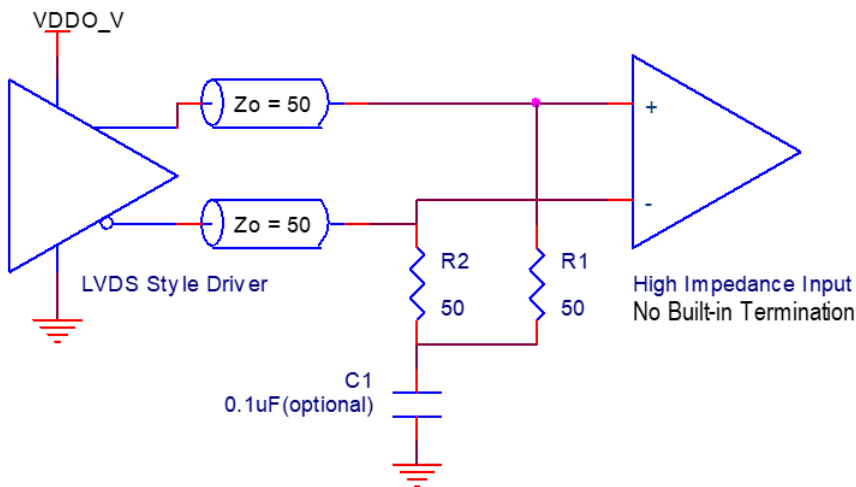 VDDO_V
Zo = 50
+
Zo = 50
-
R2
50
R1
50
LVDS Style Driver
High Impedance Input
No Built-in Termination
C1
0.1uF(optional)